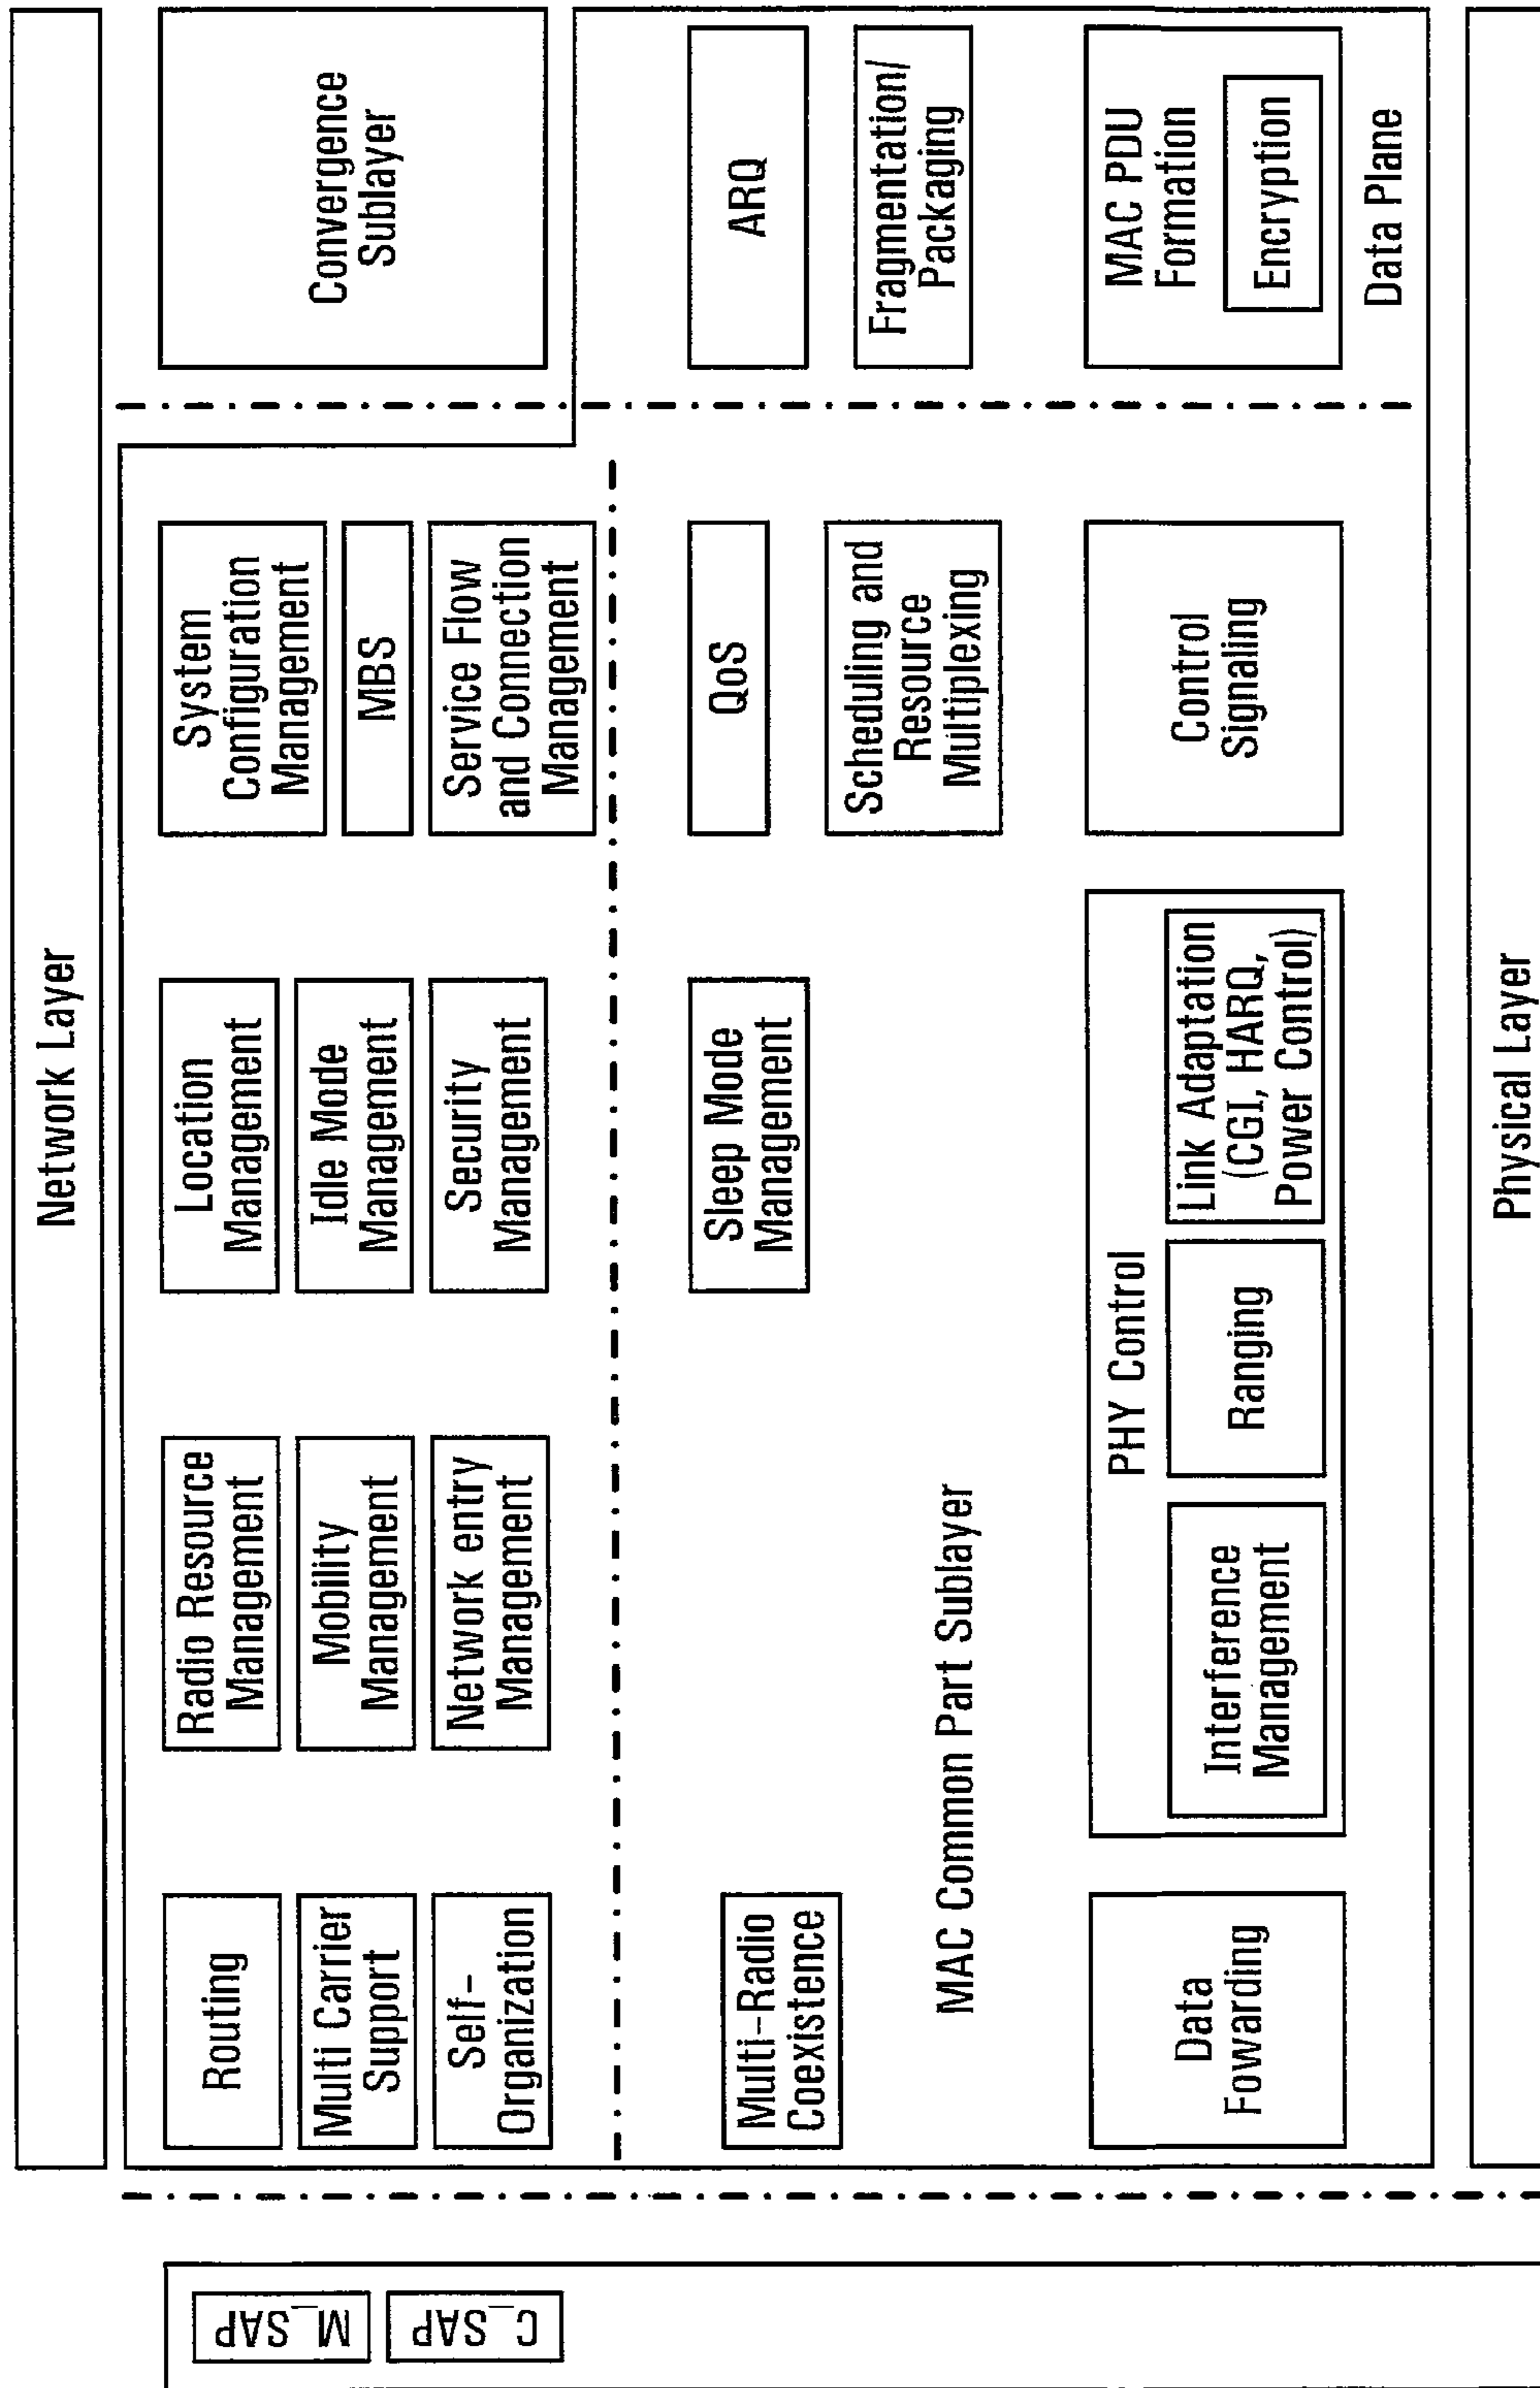 Network Layer
M_SAP
C_SAP
Routing
Multi Carrier
Support
Self-
Organization
Radio Resource
Management
Mobility
Management
Network entry
Management
Location
Management
Idle Mode
Management
Security
Management
System
Configuration
Management
MBS
Service Flow
and Connection
Management
Convergence
Sublayer
Multi-Radio
Coexistence
Sleep Mode
Management
QoS
Scheduling and
Resource
Multiplexing
ARQ
Fragmentation/
Packaging
MAC Common Part Sublayer
Data
Fowarding
PHY Control
Interference
Management
Ranging
Link Adaptation
(CGI, HARQ,
Power Control)
Control
Signaling
MAC PDU
Formation
Encryption
Data Plane
Physical Layer